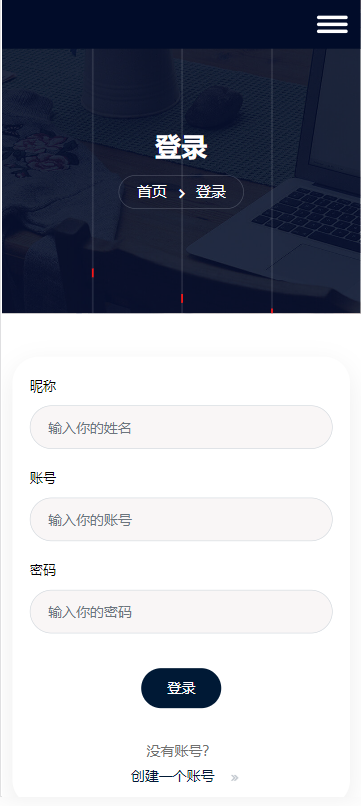 登录
首页 > 登录
昵称
输入你的姓名
账号
输入你的账号
密码
输入你的密码
登录
没有账号?
创建一个账号 »